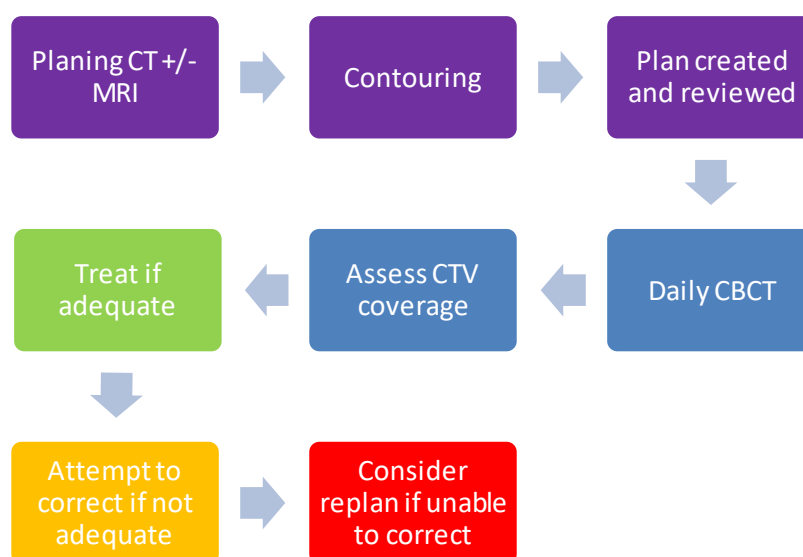 Planing CT +/-
MRI
Contouring
Plan created
and reviewed
Daily CBCT
Assess CTV
coverage
Treat if
adequate
Attempt to
correct if not
adequate
Consider
replan if unable
to correct